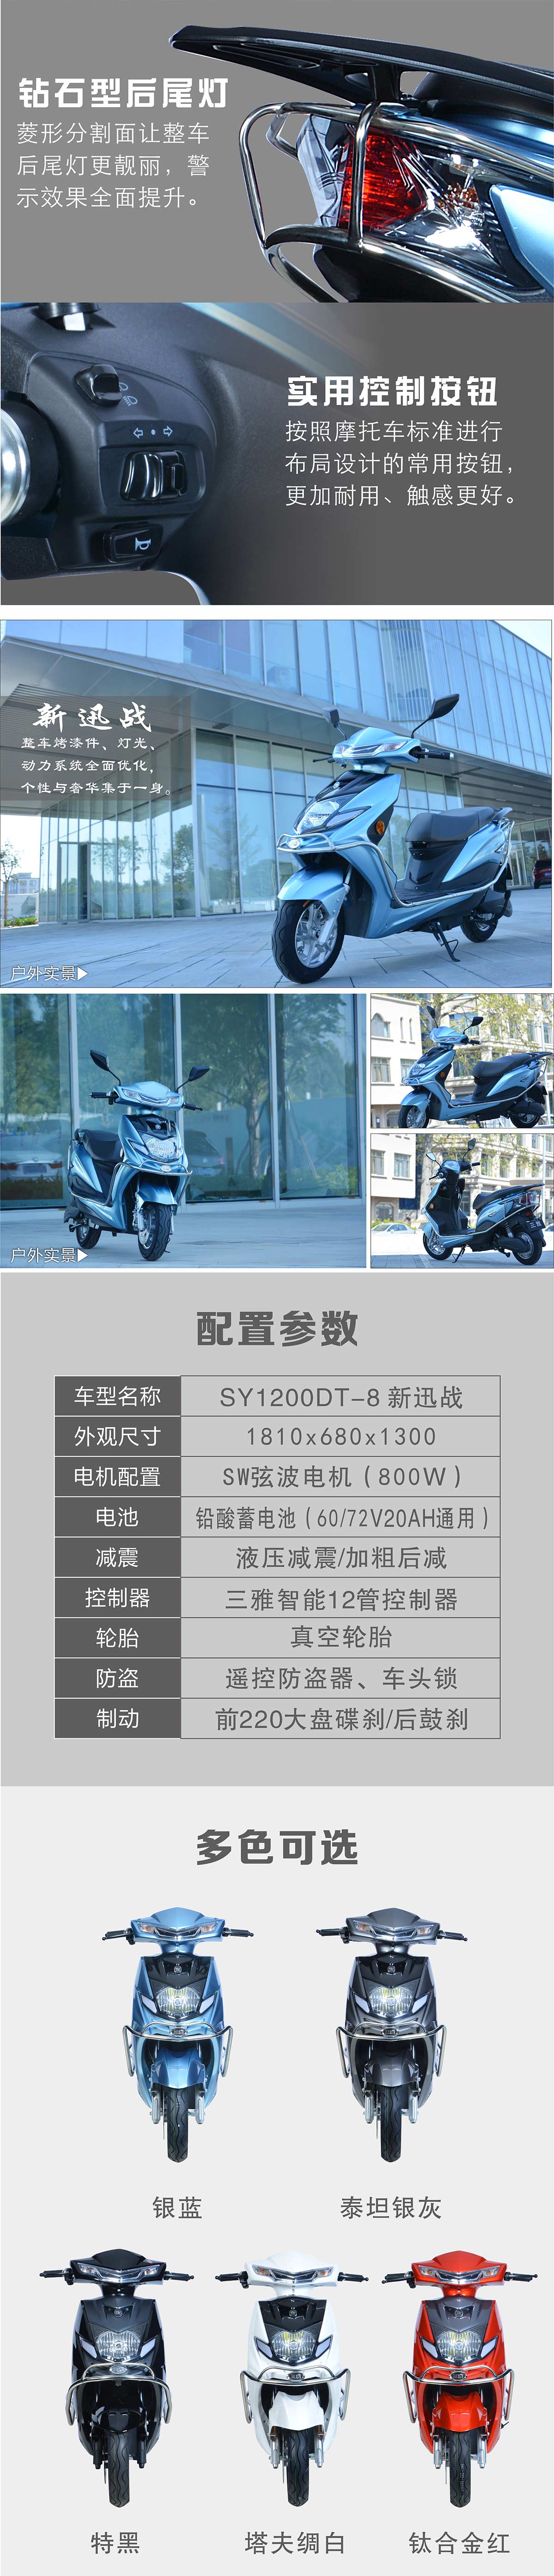 钻石型后尾灯
菱形分割面让整车
后尾灯更靓丽，警
示效果全面提升。
实用控制按钮
按照摩托车标准进行
布局设计的常用按钮，
更加耐用、触感更好。
新迅战
整车烤漆件、灯光、
动力系统全面优化，
个性与奢华集于一身。
户外实景▶
户外实景▶
配置参数
车型名称 SY1200DT-8 新迅战
外观尺寸 1810x680x1300
电机配置 SW弦波电机（800W）
电池 铅酸蓄电池（60/72V20AH通用）
减震 液压减震/加粗后减
控制器 三雅智能12管控制器
轮胎 真空轮胎
防盗 遥控防盗器、车头锁
制动 前220大盘碟刹/后鼓刹
多色可选
银蓝 泰坦银灰
特黑 塔夫绸白 钛合金红